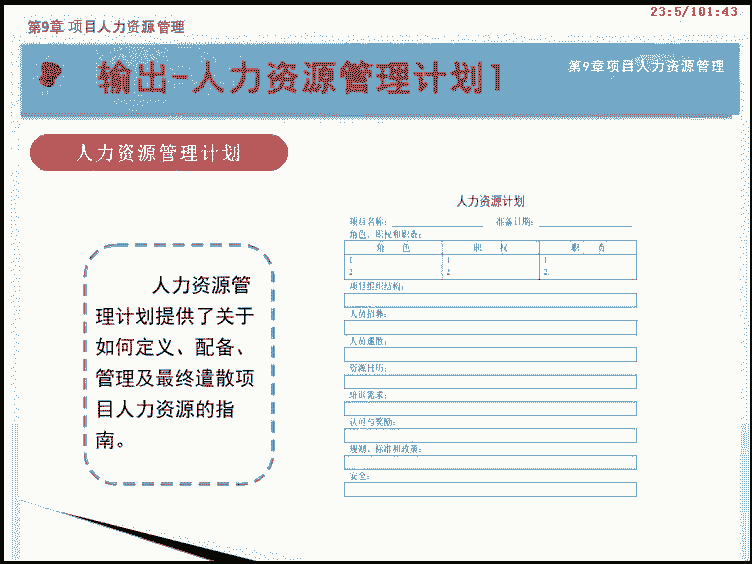 23:5/101:43
第9章 项目人力资源管理
输出-人力资源管理计划1
第9章项目人力资源管理
人力资源管理计划
人力资源管
理计划提供了关于
如何定义、配备、
管理及最终遣散项
目人力资源的指
南。
人力资源计划
项目名称: 准备日期:
角色、职权和职责:
角 色 职 权 职 责
1 1 1
2 2 2
项目组织结构:
人员招募:
人员遣散:
资源日历:
培训需求:
认可与奖励:
规则、标准和政策:
安全: